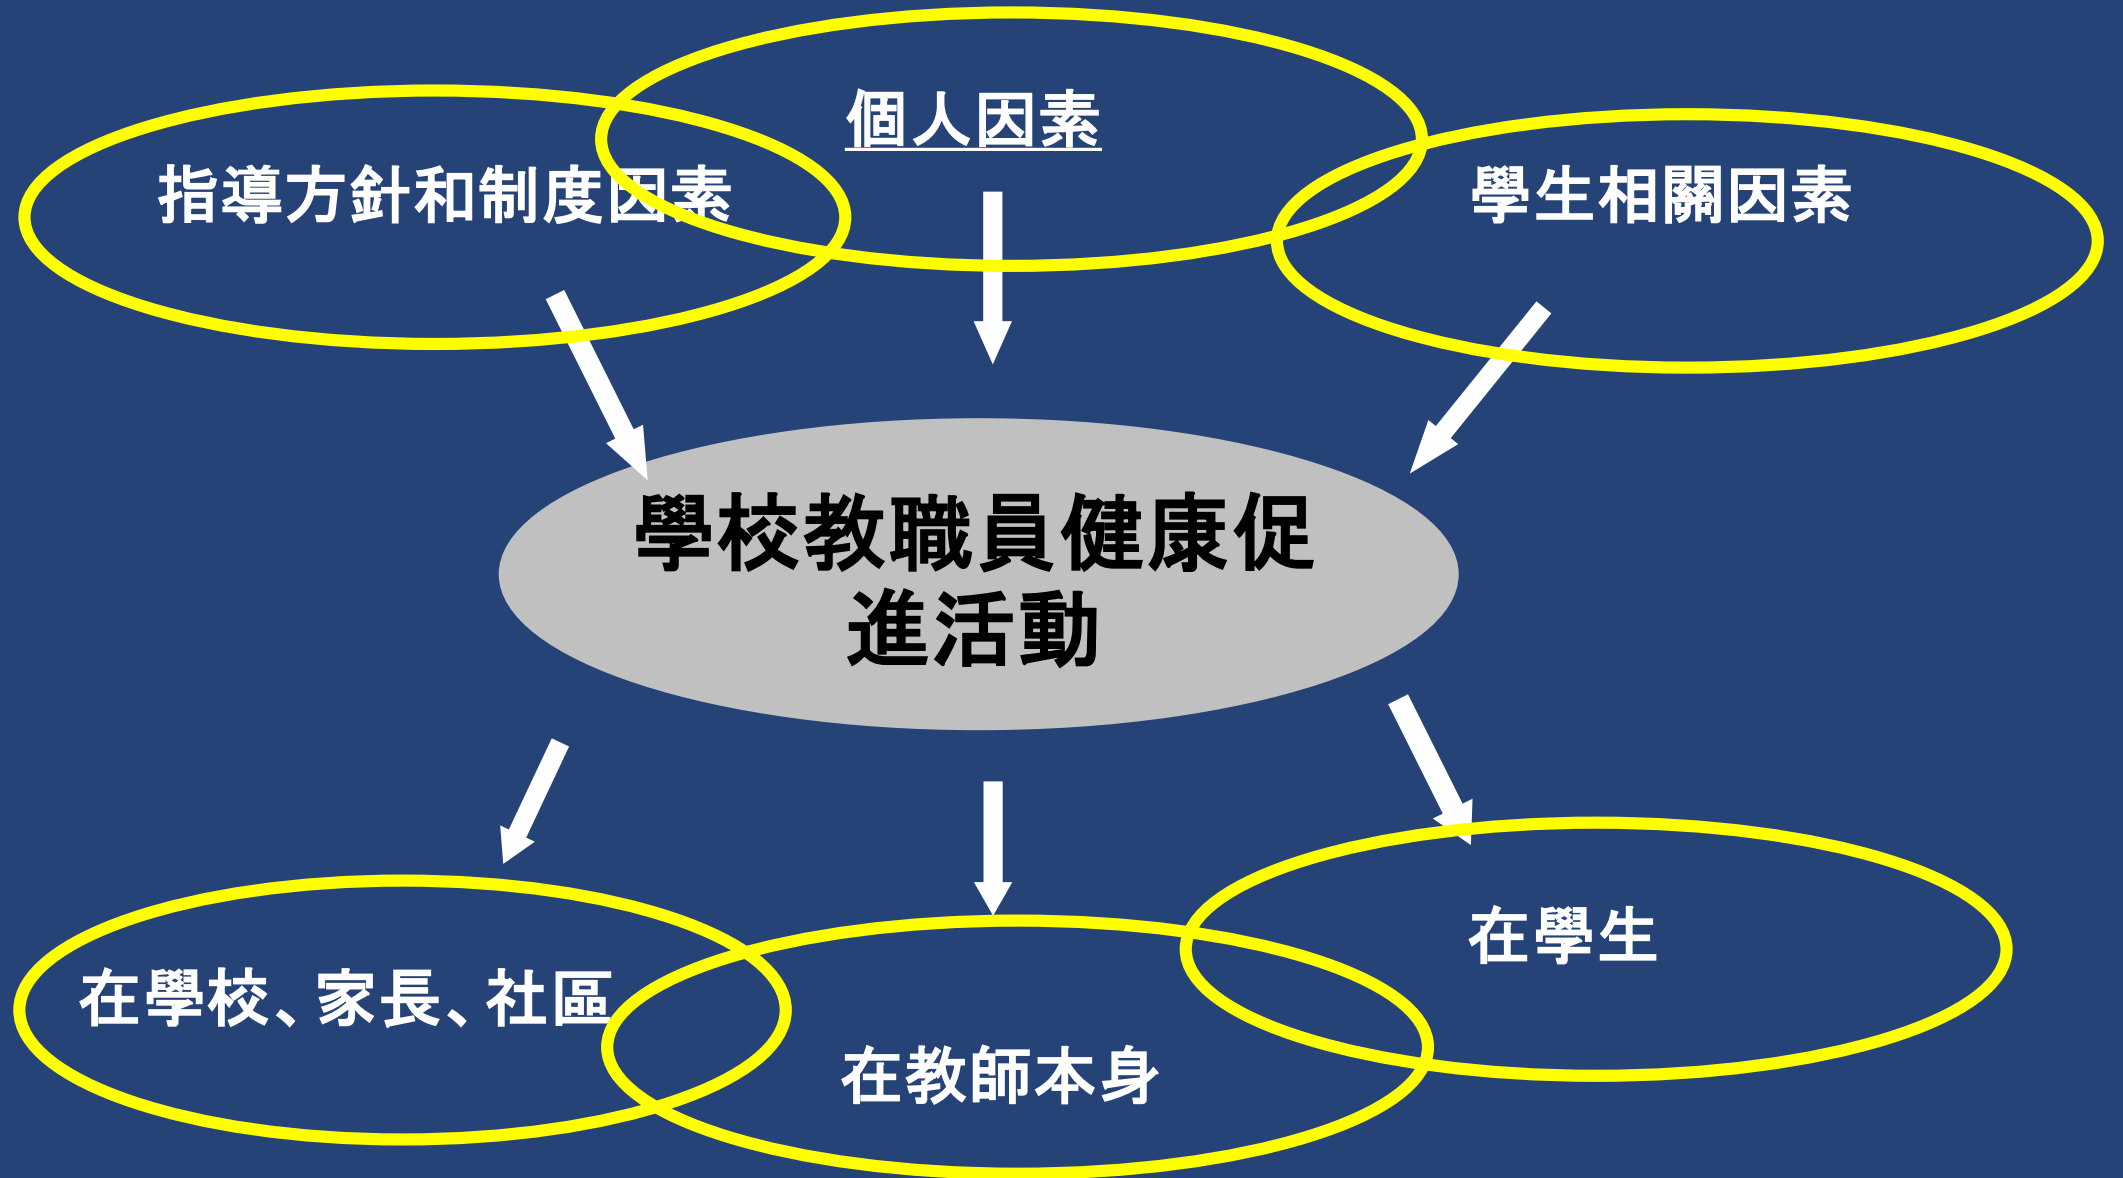 個人因素
指導方針和制度因素
學生相關因素
學校教職員健康促
進活動
在學生
在學校、家長、社區
在教師本身